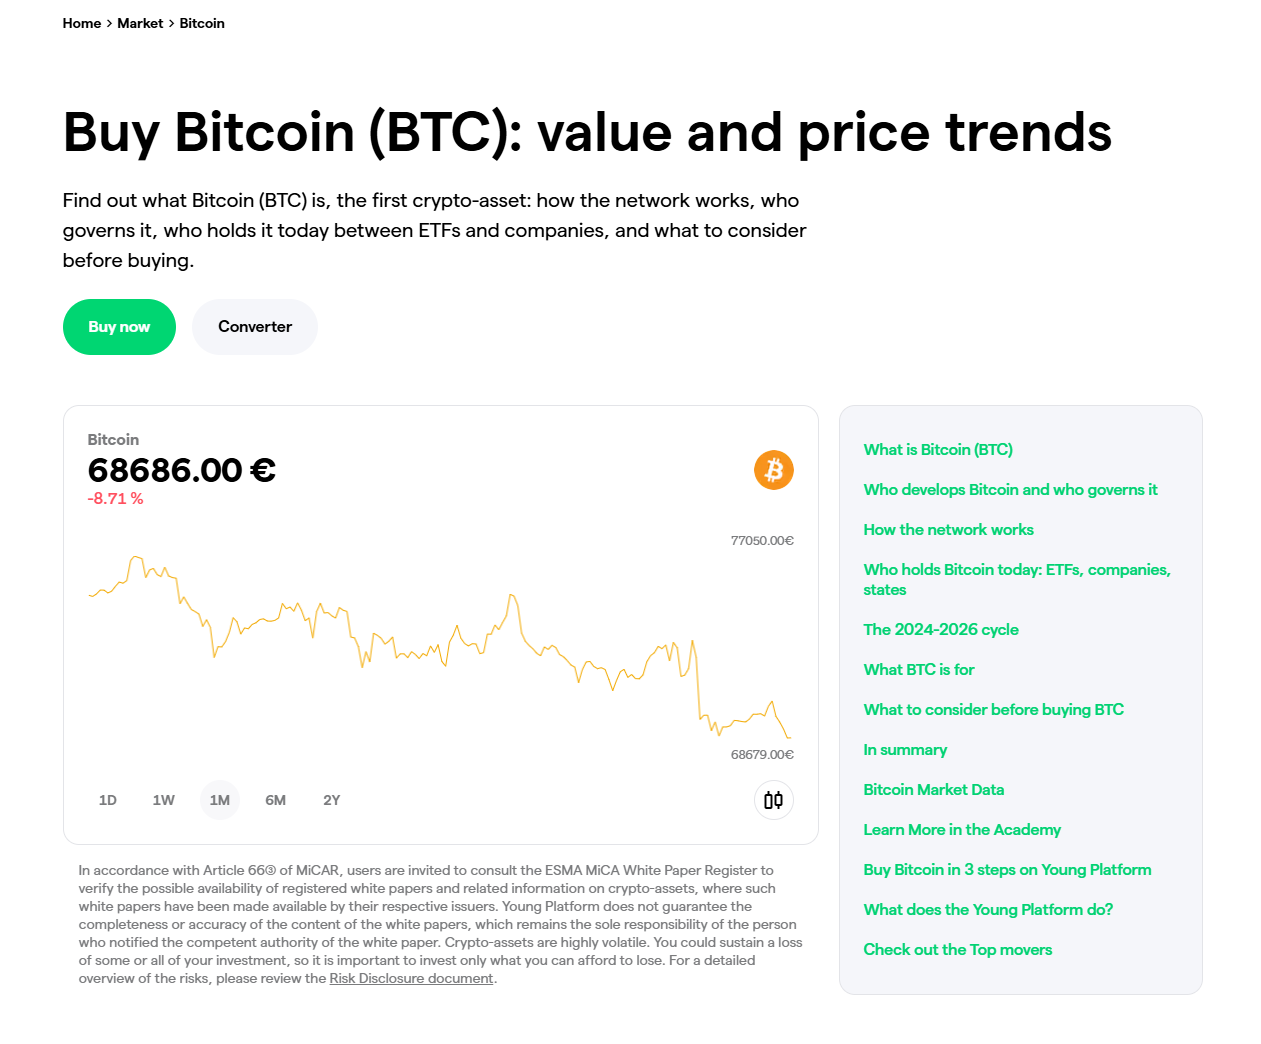 Home > Market > Bitcoin
Buy Bitcoin (BTC): value and price trends
Find out what Bitcoin (BTC) is, the first crypto-asset: how the network works, who
governs it, who holds it today between ETFs and companies, and what to consider
before buying.
Buy now
Converter
Bitcoin
68686.00 €
-8.71 %
77050.00€
68679.00€
1D
1W
1M
6M
2Y
In accordance with Article 66③ of MiCAR, users are invited to consult the ESMA MiCA White Paper Register to
verify the possible availability of registered white papers and related information on crypto-assets, where such
white papers have been made available by their respective issuers. Young Platform does not guarantee the
completeness or accuracy of the content of the white papers, which remains the sole responsibility of the person
who notified the competent authority of the white paper. Crypto-assets are highly volatile. You could sustain a loss
of some or all of your investment, so it is important to invest only what you can afford to lose. For a detailed
overview of the risks, please review the Risk Disclosure document.
What is Bitcoin (BTC)
Who develops Bitcoin and who governs it
How the network works
Who holds Bitcoin today: ETFs, companies,
states
The 2024-2026 cycle
What BTC is for
What to consider before buying BTC
In summary
Bitcoin Market Data
Learn More in the Academy
Buy Bitcoin in 3 steps on Young Platform
What does the Young Platform do?
Check out the Top movers